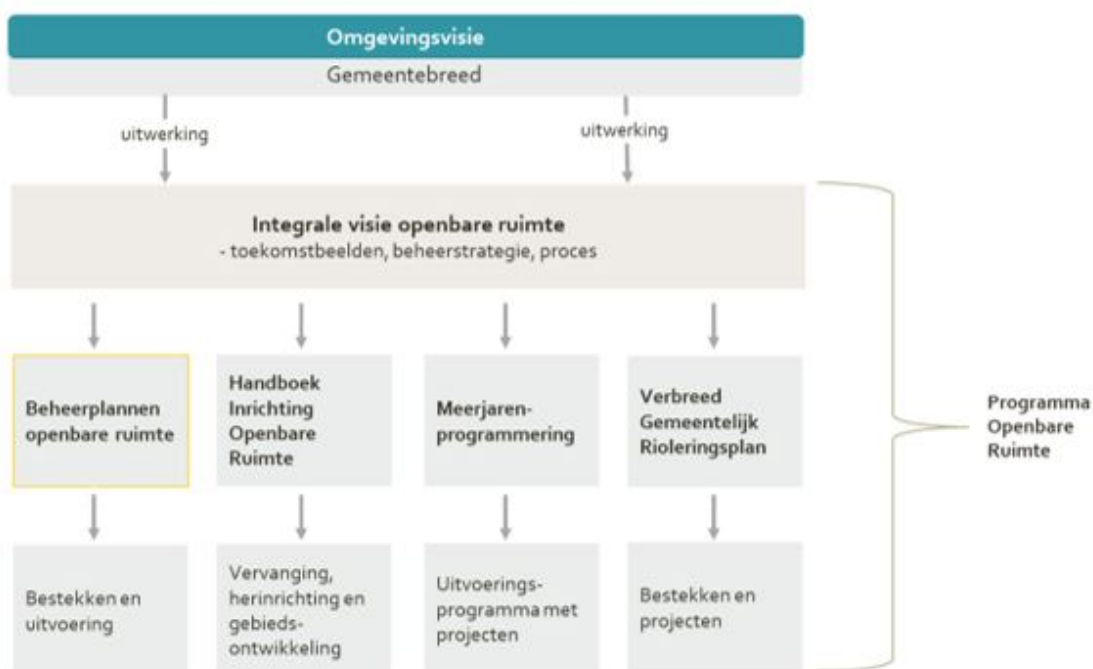 Omgevingsvisie
Gemeentebreed
uitwerking
uitwerking
Integrale visie openbare ruimte
- toekomstbeelden, beheerstrategie, proces
Beheerplannen
openbare ruimte
Handboek
Inrichting
Openbare
Ruimte
Meerjaren-
programmering
Verbreed
Gemeentelijk
Rioleringsplan
Programma
Openbare
Ruimte
Bestekken en
uitvoering
Vervanging,
herinrichting en
gebieds-
ontwikkeling
Uitvoerings-
programma met
projecten
Bestekken en
projecten